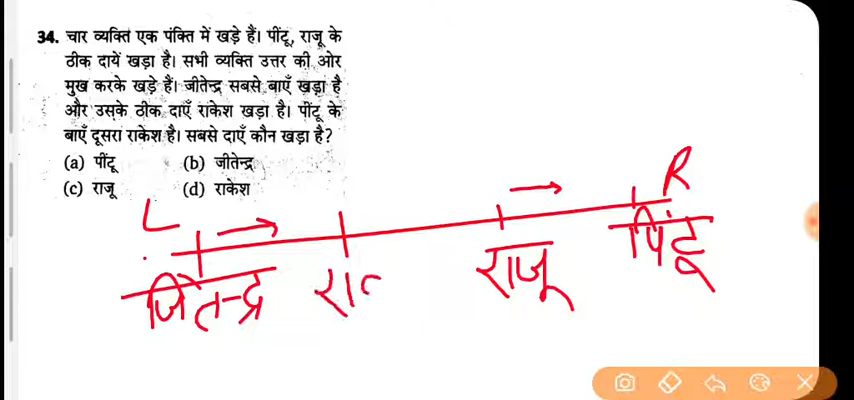 34. चार व्यक्ति एक पंक्ति में खड़े हैं। पींटू, राजू के
ठीक दायें खड़ा है। सभी व्यक्ति उत्तर की ओर
मुख करके खड़े हैं। जीतेन्द्र सबसे बाएँ खड़ा है
और उसके ठीक दाएँ राकेश खड़ा है। पींटू के
बाएँ दूसरा राकेश है। सबसे दाएँ कौन खड़ा है?
(a) पींटू (b) जीतेन्द्र
(c) राजू (d) राकेश
L R
जितेन्द्र रा राजू पिंटू